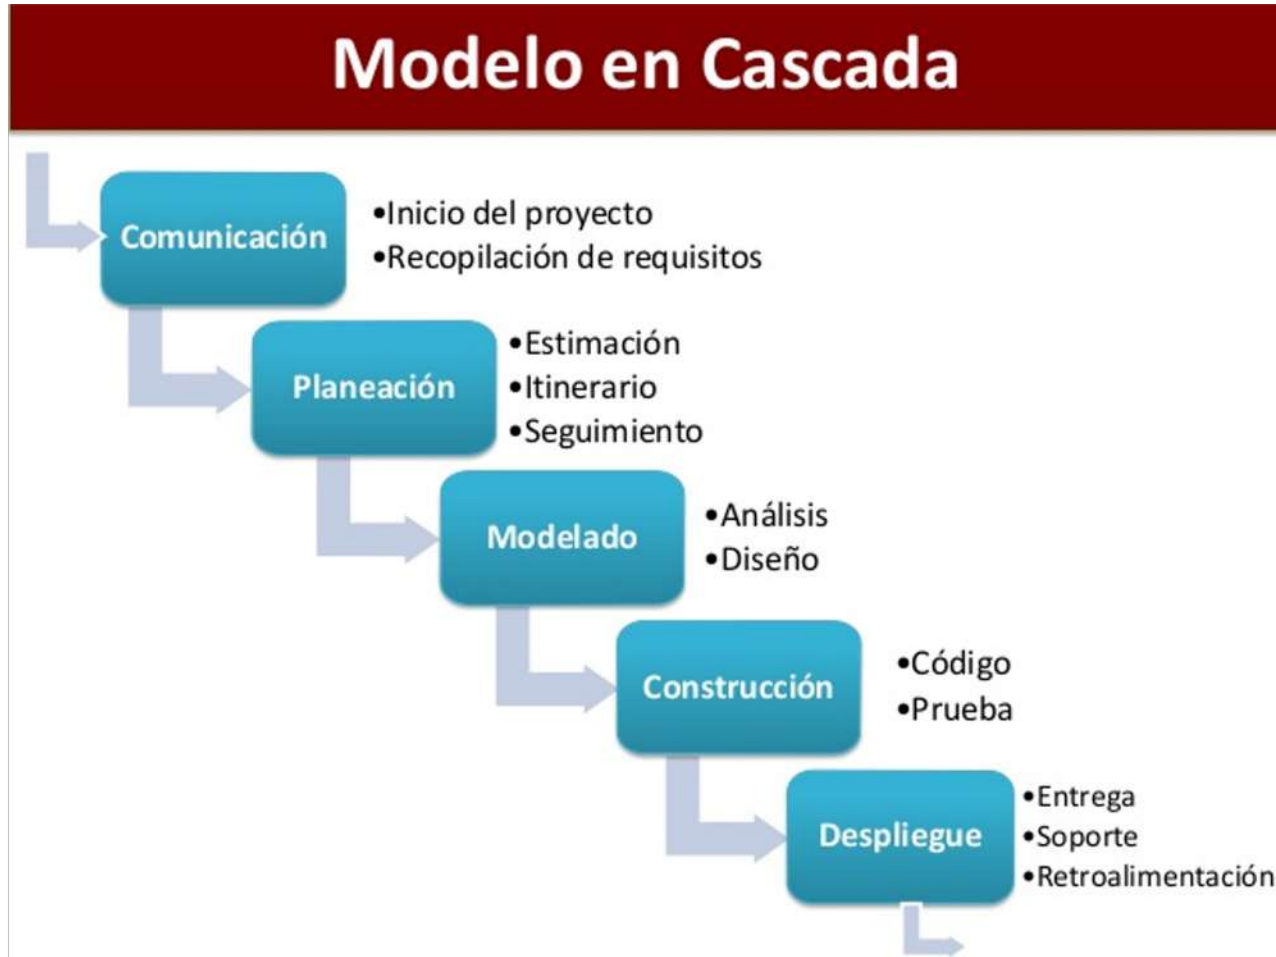 Modelo en Cascada
Comunicación
•Inicio del proyecto
•Recopilación de requisitos
Planeación
•Estimación
•Itinerario
•Seguimiento
Modelado
•Análisis
•Diseño
Construcción
•Código
•Prueba
Despliegue
•Entrega
•Soporte
•Retroalimentación